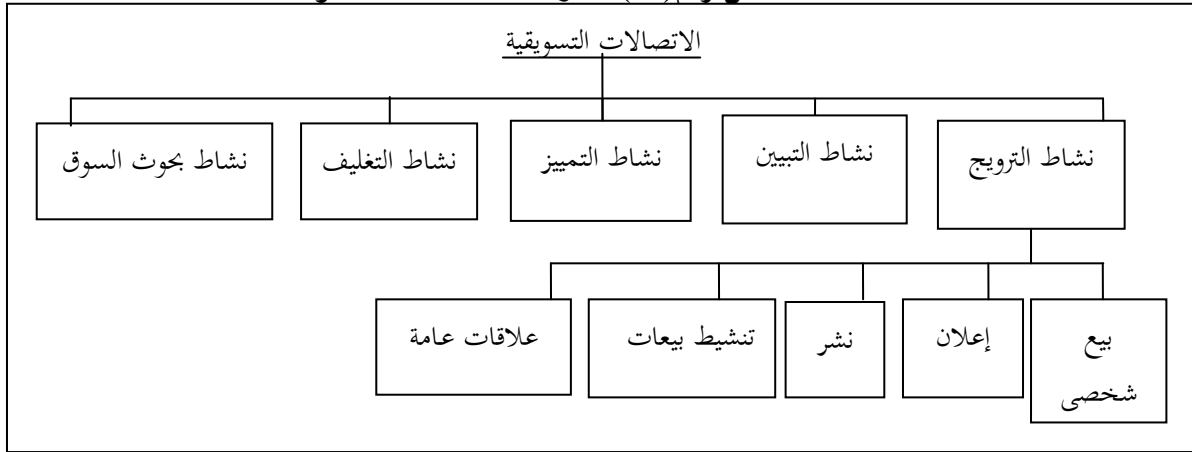 الاتصالات التسويقية
نشاط الترويج
نشاط التبيين
نشاط التمييز
نشاط التغليف
نشاط بحوث السوق
بيع
شخصى
إعلان
نشر
تنشيط بيعات
علاقات عامة